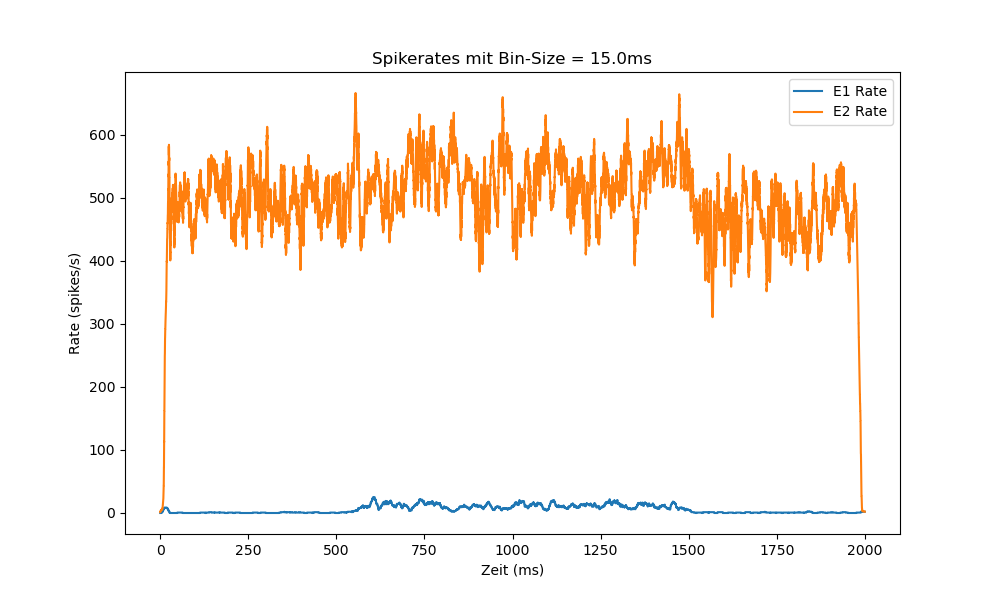 Spikerates mit Bin-Size = 15.0ms
E1 Rate
E2 Rate
Rate (spikes/s)
600
500
400
300
200
100
0
0 250 500 750 1000 1250 1500 1750 2000
Zeit (ms)